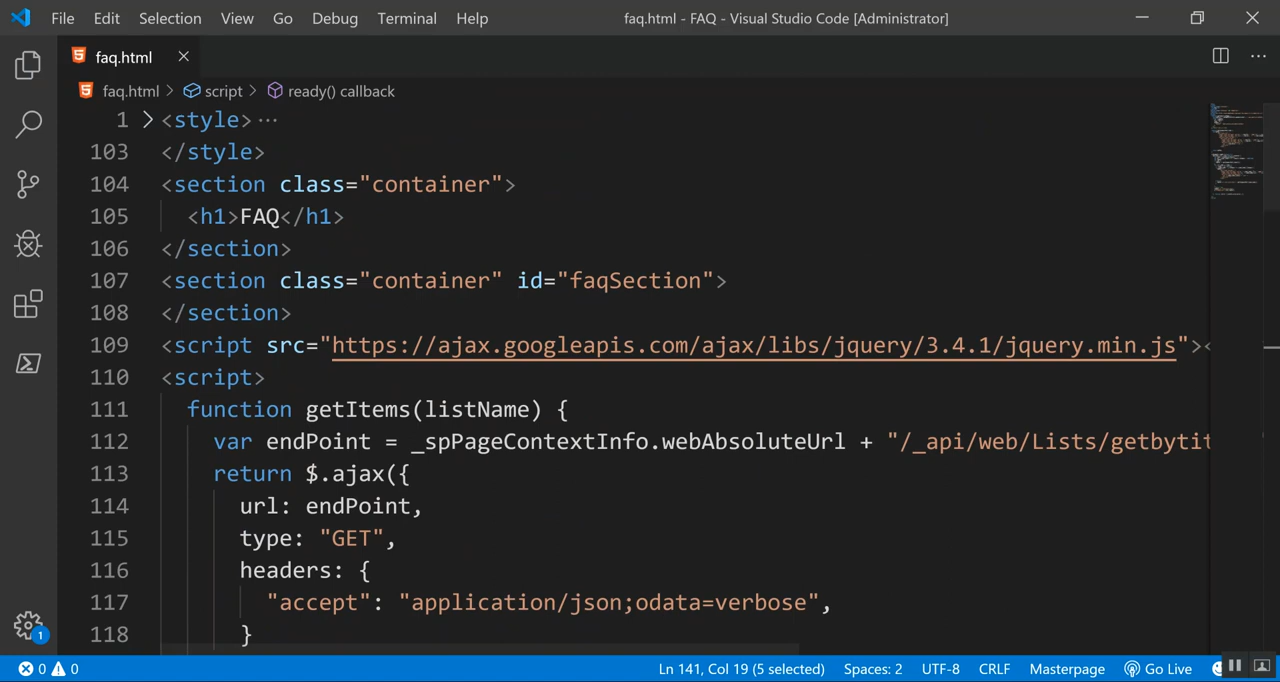 File Edit Selection View Go Debug Terminal Help faq.html - FAQ - Visual Studio Code [Administrator]
faq.html
faq.html > script > ready() callback
1 <style>···
103 </style>
104 <section class="container">
105 <h1>FAQ</h1>
106 </section>
107 <section class="container" id="faqSection">
108 </section>
109 <script src="https://ajax.googleapis.com/ajax/libs/jquery/3.4.1/jquery.min.js"><
110 <script>
111 function getItems(listName) {
112 var endPoint = _spPageContextInfo.webAbsoluteUrl + "/_api/web/Lists/getbytit
113 return $.ajax({
114 url: endPoint,
115 type: "GET",
116 headers: {
117 "accept": "application/json;odata=verbose",
118 }
1
0 0 Ln 141, Col 19 (5 selected) Spaces: 2 UTF-8 CRLF Masterpage Go Live